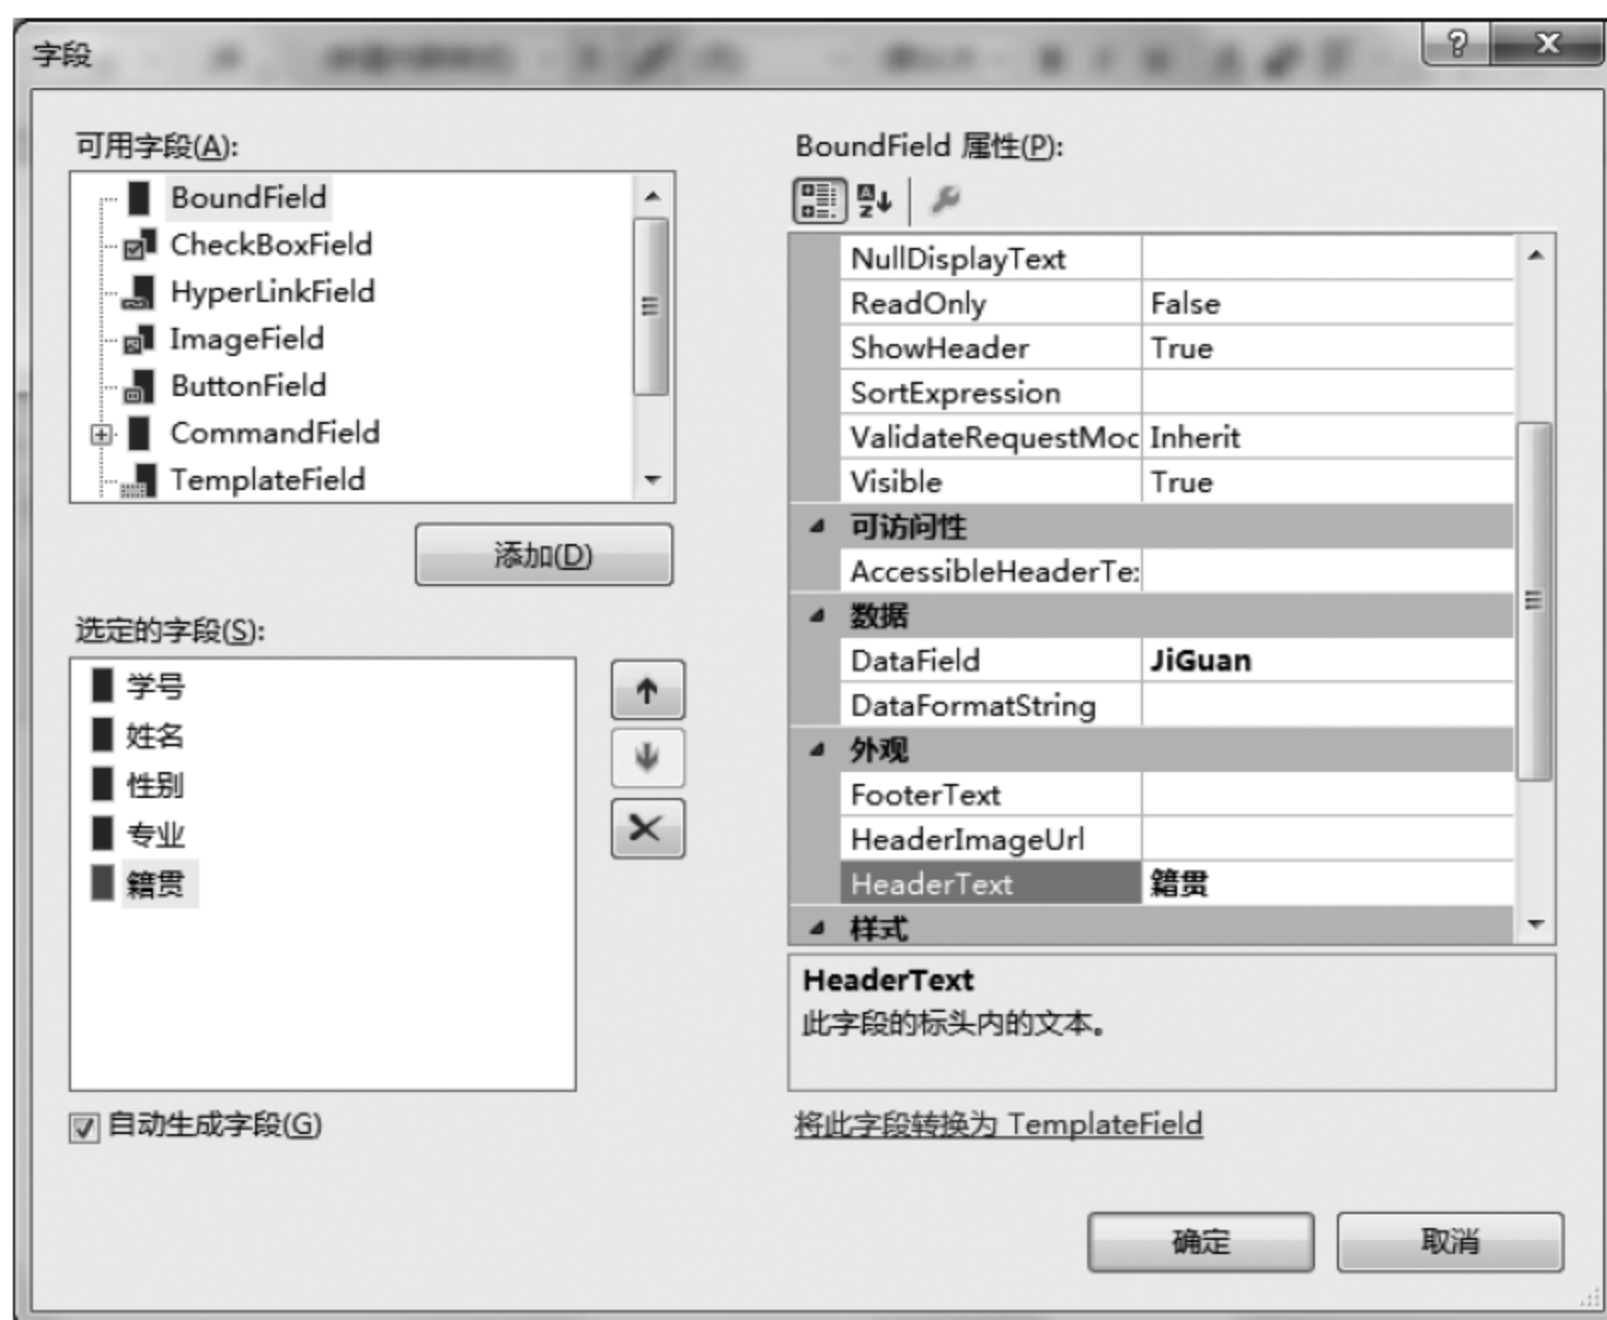 字段
可用字段(A):
BoundField
CheckBoxField
HyperLinkField
ImageField
ButtonField
CommandField
TemplateField
添加(D)
选定的字段(S):
学号
姓名
性别
专业
籍贯
自动生成字段(G)
BoundField 属性(P):
NullDisplayText
ReadOnly False
ShowHeader True
SortExpression
ValidateRequestMoc Inherit
Visible True
可访问性
AccessibleHeaderTe
数据
DataField JiGuan
DataFormatString
外观
FooterText
HeaderImageUrl
HeaderText 籍贯
样式
HeaderText
此字段的标头内的文本。
将此字段转换为 TemplateField
确定
取消